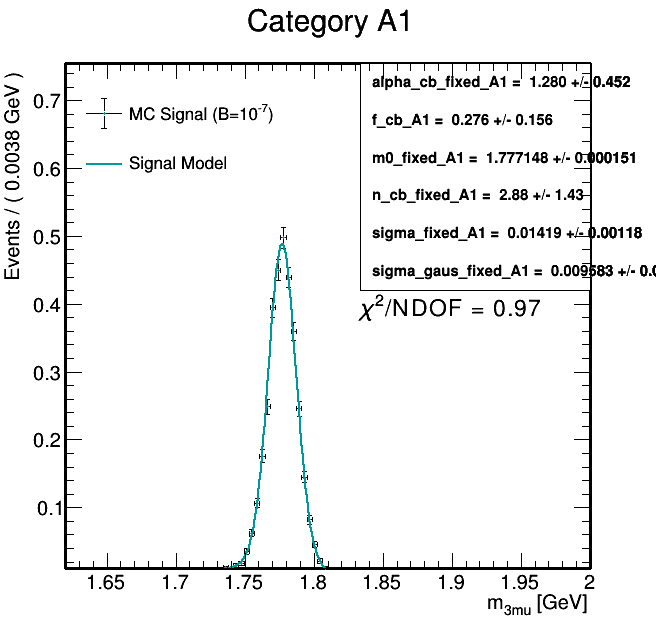 Category A1
Events / ( 0.0038 GeV )
0.7
0.6
0.5
0.4
0.3
0.2
0.1
MC Signal (B=10⁻⁷)
Signal Model
alpha_cb_fixed_A1 = 1.280 +/- 0.452
f_cb_A1 = 0.276 +/- 0.156
m0_fixed_A1 = 1.777148 +/- 0.000151
n_cb_fixed_A1 = 2.88 +/- 1.43
sigma_fixed_A1 = 0.01419 +/- 0.00118
sigma_gaus_fixed_A1 = 0.009583 +/- 0.0
χ²/NDOF = 0.97
1.65 1.7 1.75 1.8 1.85 1.9 1.95 2
m3mu [GeV]